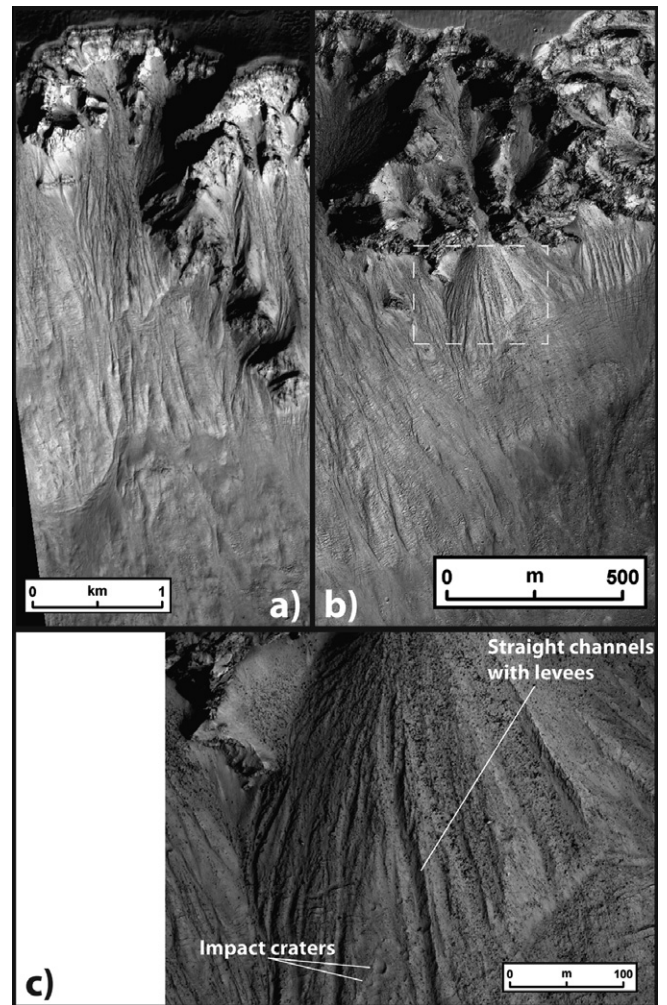 km
0 1
a)
m
0 500
b)
Straight channels
with levees
Impact craters
m
0 100
c)